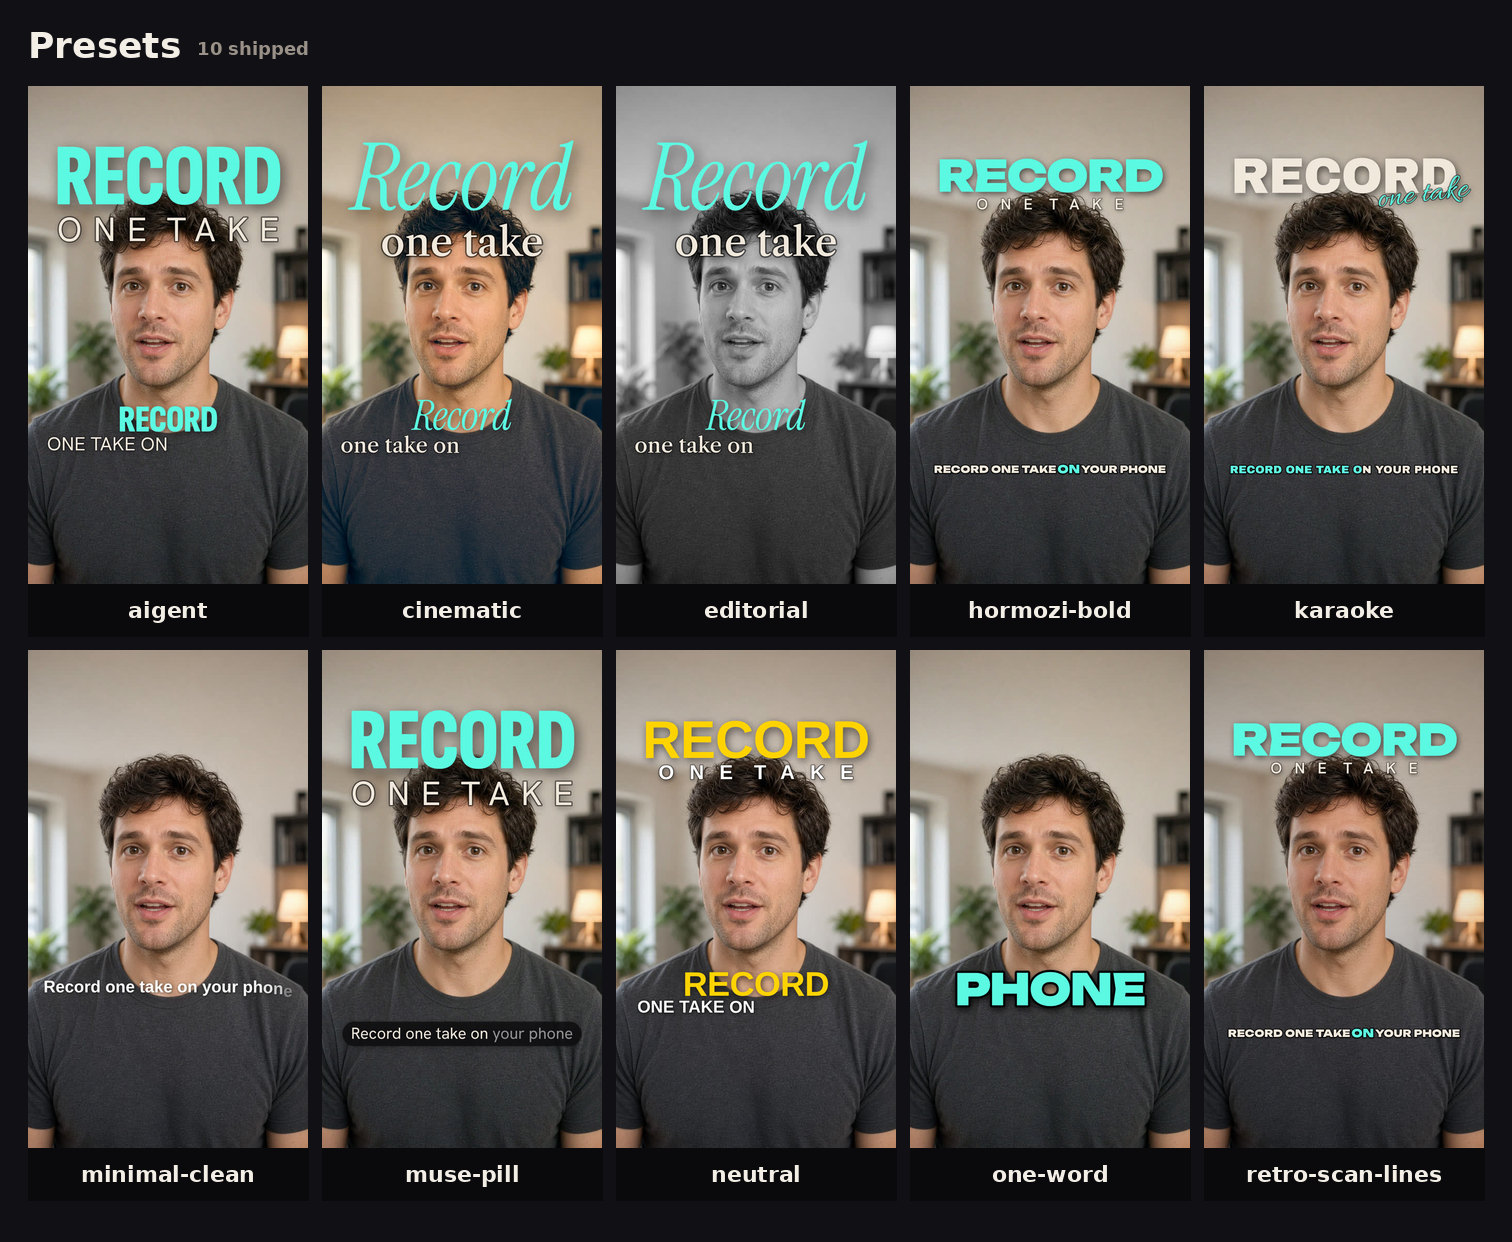 Presets 10 shipped
RECORD
ONE TAKE
RECORD
ONE TAKE ON
aigent
Record
one take
Record
one take on
cinematic
Record
one take
Record
one take on
editorial
RECORD
ONE TAKE
RECORD ONE TAKE ON YOUR PHONE
hormozi-bold
RECORD
one take
RECORD ONE TAKE ON YOUR PHONE
karaoke
Record one take on your phone
minimal-clean
RECORD
ONE TAKE
Record one take on your phone
muse-pill
RECORD
ONE TAKE
RECORD
ONE TAKE ON
neutral
PHONE
one-word
RECORD
ONE TAKE
RECORD ONE TAKE ON YOUR PHONE
retro-scan-lines